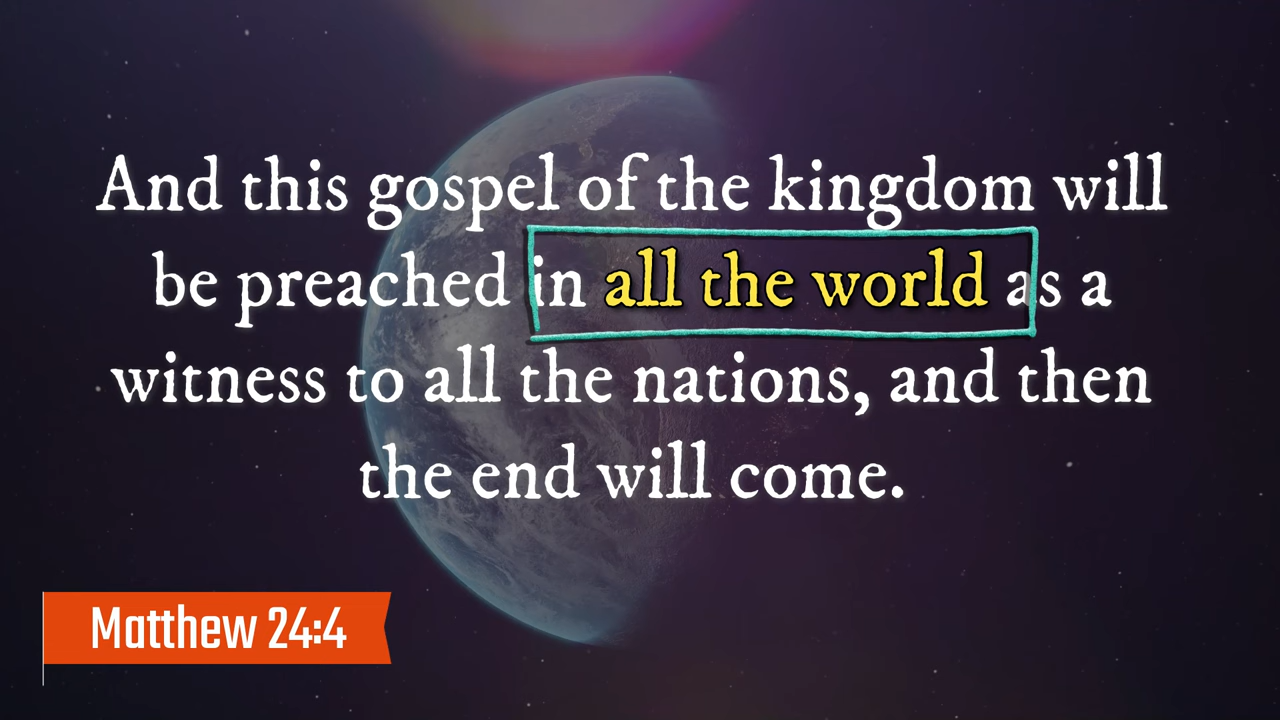 And this gospel of the kingdom will
be preached in all the world as a
witness to all the nations, and then
the end will come.
Matthew 24:4